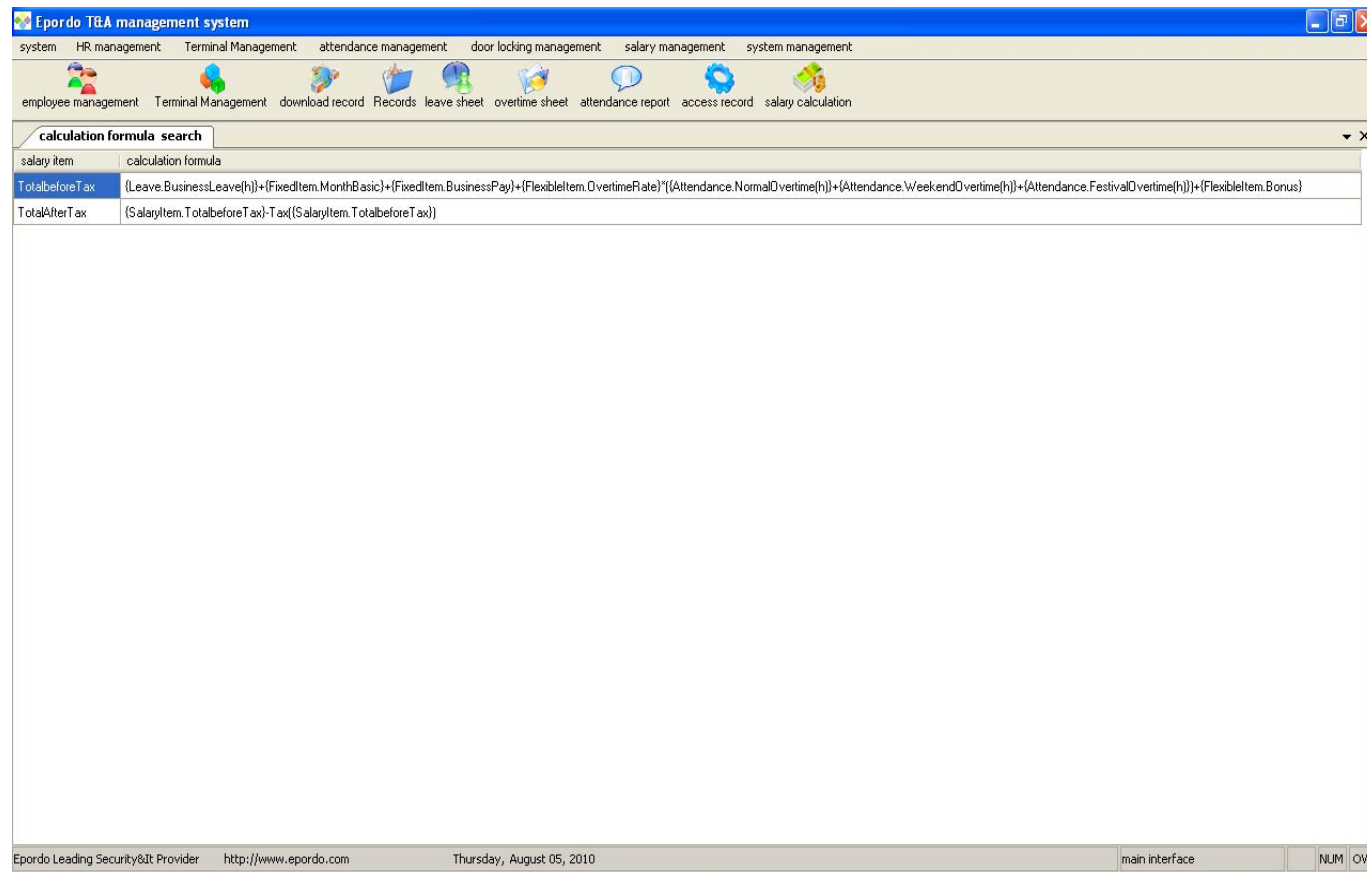 Epordo T&A management system
system HR management Terminal Management attendance management door locking management salary management system management
employee management Terminal Management download record Records leave sheet overtime sheet attendance report access record salary calculation
calculation formula search
salary item calculation formula
TotalbeforeTax {Leave.BusinessLeave(h)}+{FixedItem.MonthBasic}+{FixedItem.BusinessPay}+{FlexibleItem.OvertimeRate}*({Attendance.NormalOvertime(h)}+{Attendance.WeekendOvertime(h)}+{Attendance.FestivalOvertime(h)})+{FlexibleItem.Bonus}
TotalAfterTax {SalaryItem.TotalbeforeTax}-Tax({SalaryItem.TotalbeforeTax})
Epordo Leading Security&It Provider http://www.epordo.com Thursday, August 05, 2010 main interface NUM OV